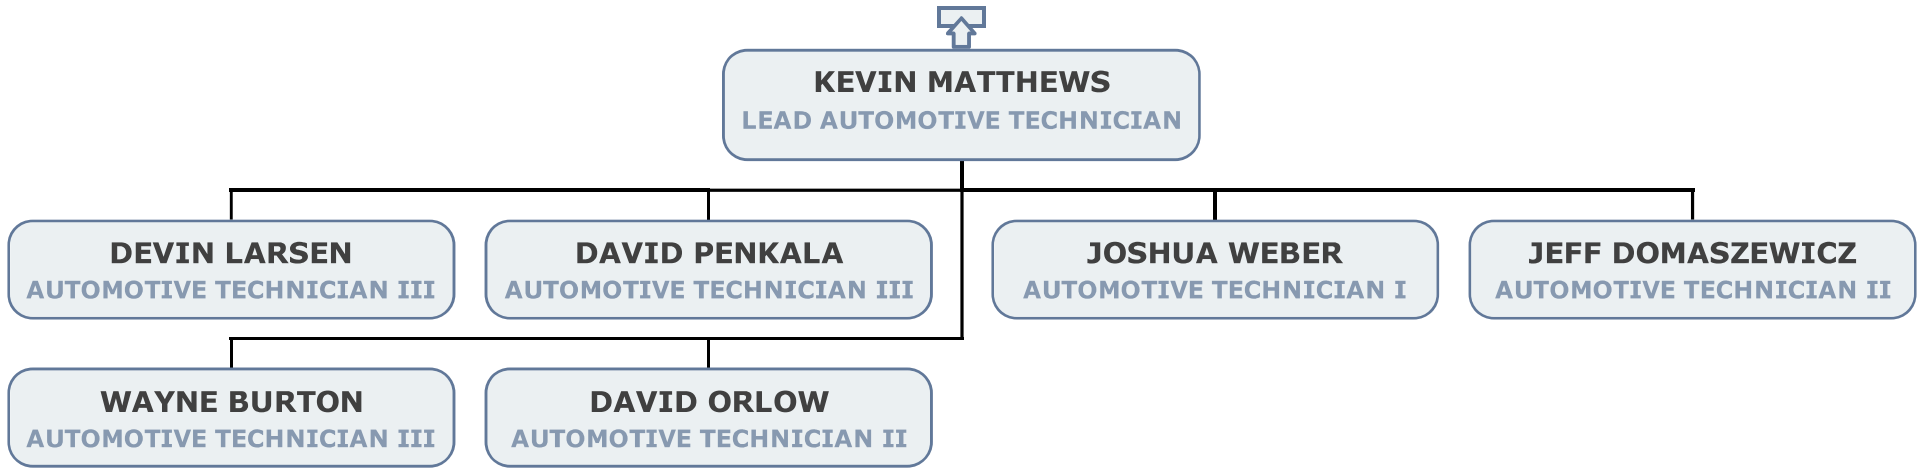 KEVIN MATTHEWS
LEAD AUTOMOTIVE TECHNICIAN
DEVIN LARSEN
AUTOMOTIVE TECHNICIAN III
DAVID PENKALA
AUTOMOTIVE TECHNICIAN III
JOSHUA WEBER
AUTOMOTIVE TECHNICIAN I
JEFF DOMASZEWICZ
AUTOMOTIVE TECHNICIAN II
WAYNE BURTON
AUTOMOTIVE TECHNICIAN III
DAVID ORLOW
AUTOMOTIVE TECHNICIAN II